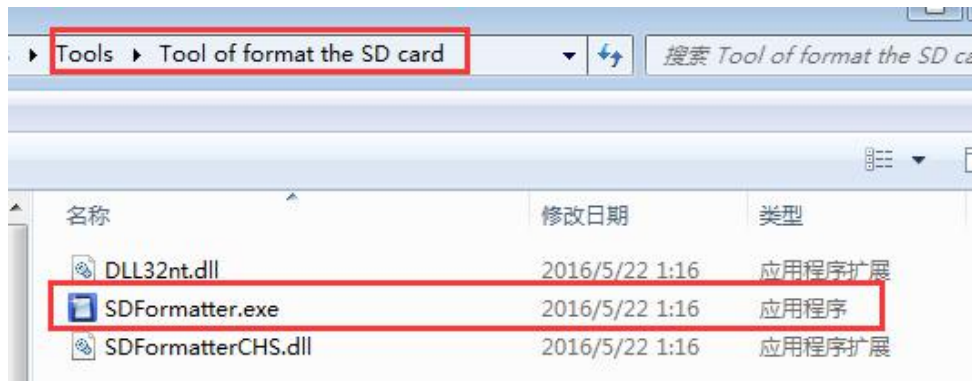 Tools ▸ Tool of format the SD card 搜索 Tool of format the SD ca
名称 修改日期 类型
DLL32nt.dll 2016/5/22 1:16 应用程序扩展
SDFormatter.exe 2016/5/22 1:16 应用程序
SDFormatterCHS.dll 2016/5/22 1:16 应用程序扩展